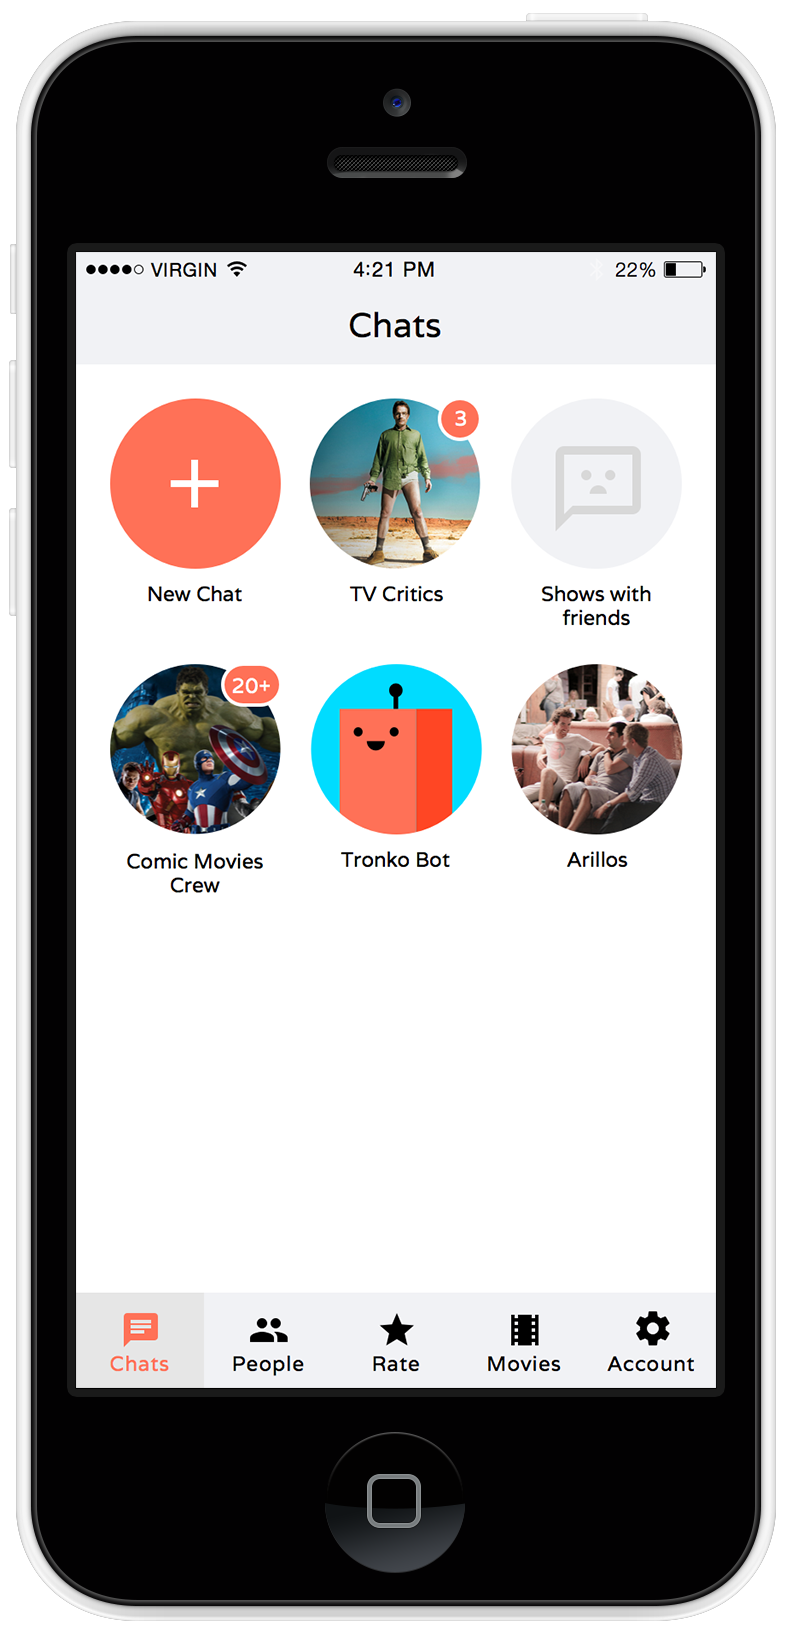 VIRGIN
4:21 PM
22%
Chats
3
New Chat
TV Critics
Shows with
friends
20+
Comic Movies
Crew
Tronko Bot
Arillos
Chats
People
Rate
Movies
Account